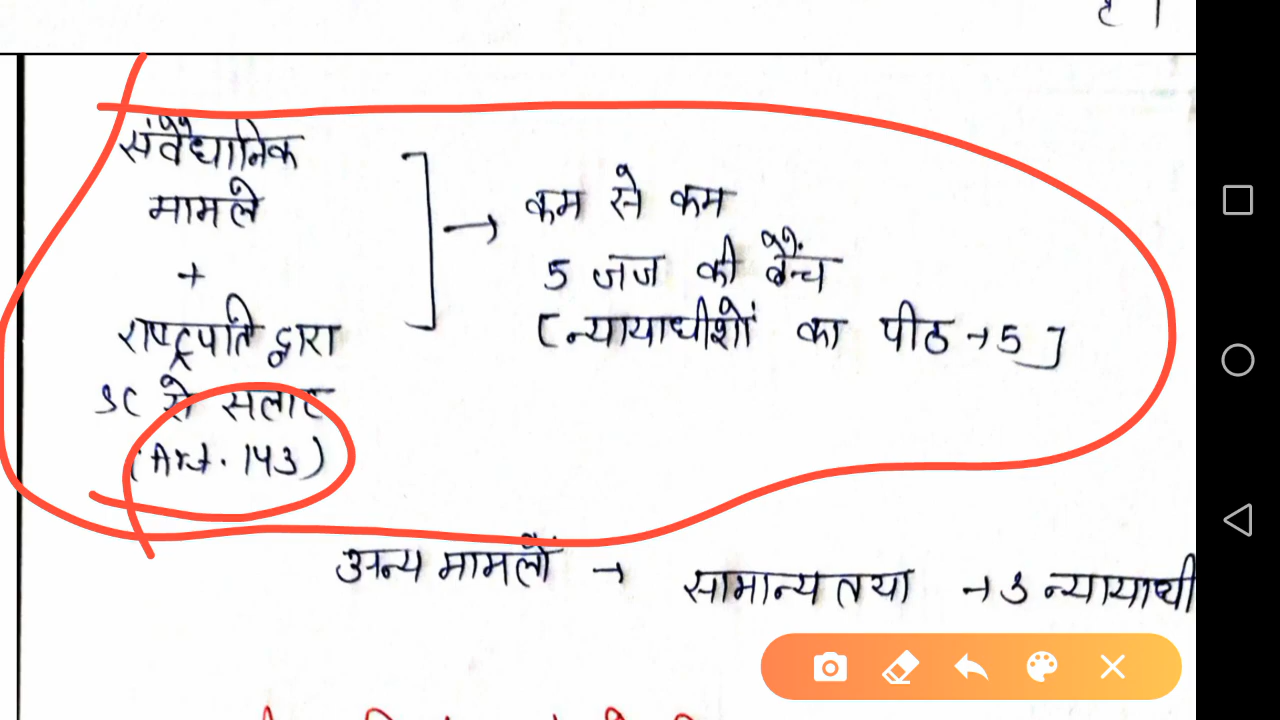 है।
संवैधानिक
मामले
+
राष्ट्रपति द्वारा
SC से सलाह
(Art. 143)
→ कम से कम
5 जज की बैंच
[न्यायाधीशों का पीठ → 5]
अन्य मामलों → सामान्यतया → 3 न्यायाधी